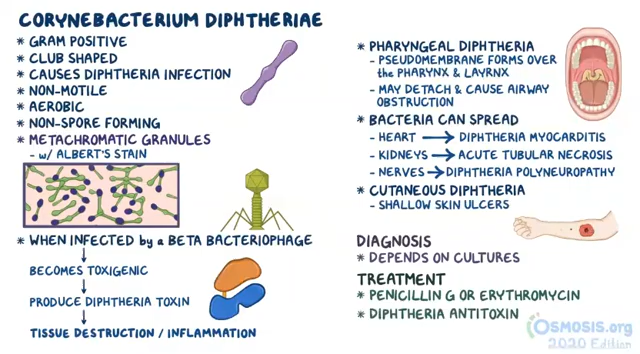 CORYNEBACTERIUM DIPHTHERIAE
* GRAM POSITIVE
* CLUB SHAPED
* CAUSES DIPHTHERIA INFECTION
* NON-MOTILE
* AEROBIC
* NON-SPORE FORMING
* METACHROMATIC GRANULES
- w/ ALBERT'S STAIN
* WHEN INFECTED by a BETA BACTERIOPHAGE
BECOMES TOXIGENIC
PRODUCE DIPHTHERIA TOXIN
TISSUE DESTRUCTION / INFLAMMATION
* PHARYNGEAL DIPHTHERIA
- PSEUDOMEMBRANE FORMS OVER
the PHARYNX & LAYRNX
- MAY DETACH & CAUSE AIRWAY
OBSTRUCTION
* BACTERIA CAN SPREAD
- HEART → DIPHTHERIA MYOCARDITIS
- KIDNEYS → ACUTE TUBULAR NECROSIS
- NERVES → DIPHTHERIA POLYNEUROPATHY
* CUTANEOUS DIPHTHERIA
- SHALLOW SKIN ULCERS
DIAGNOSIS
* DEPENDS ON CULTURES
TREATMENT
* PENICILLIN G OR ERYTHROMYCIN
* DIPHTHERIA ANTITOXIN
OSMOSIS.org
2020 Edition